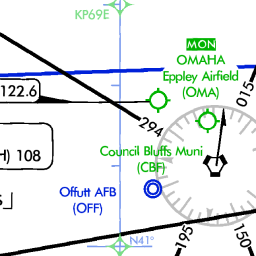 KP69E
MON
OMAHA
Eppley Airfield
(OMA)
122.6
015
294
H) 108
Council Bluffs Muni
(CBF)
Offutt AFB
(OFF)
N41°
195
150